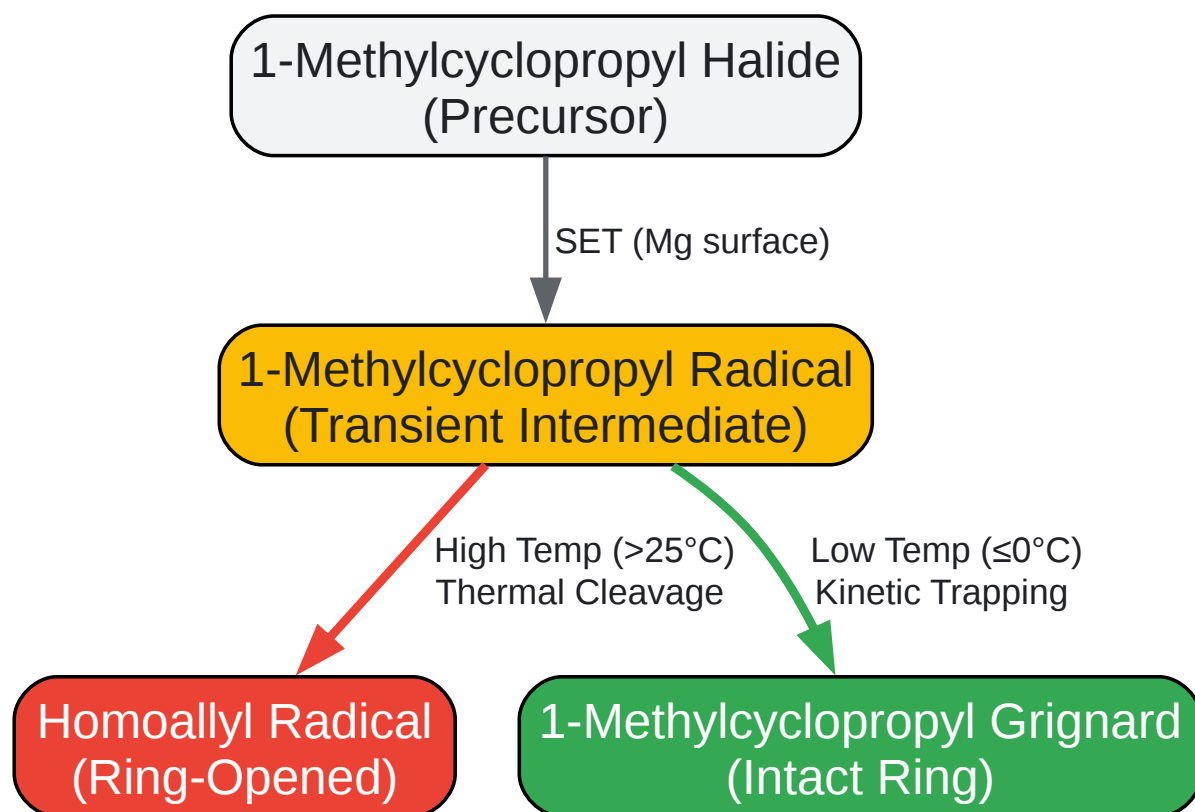 1-Methylcyclopropyl Halide
(Precursor)
SET (Mg surface)
1-Methylcyclopropyl Radical
(Transient Intermediate)
High Temp (>25°C)
Thermal Cleavage
Low Temp (≤0°C)
Kinetic Trapping
Homoallyl Radical
(Ring-Opened)
1-Methylcyclopropyl Grignard
(Intact Ring)